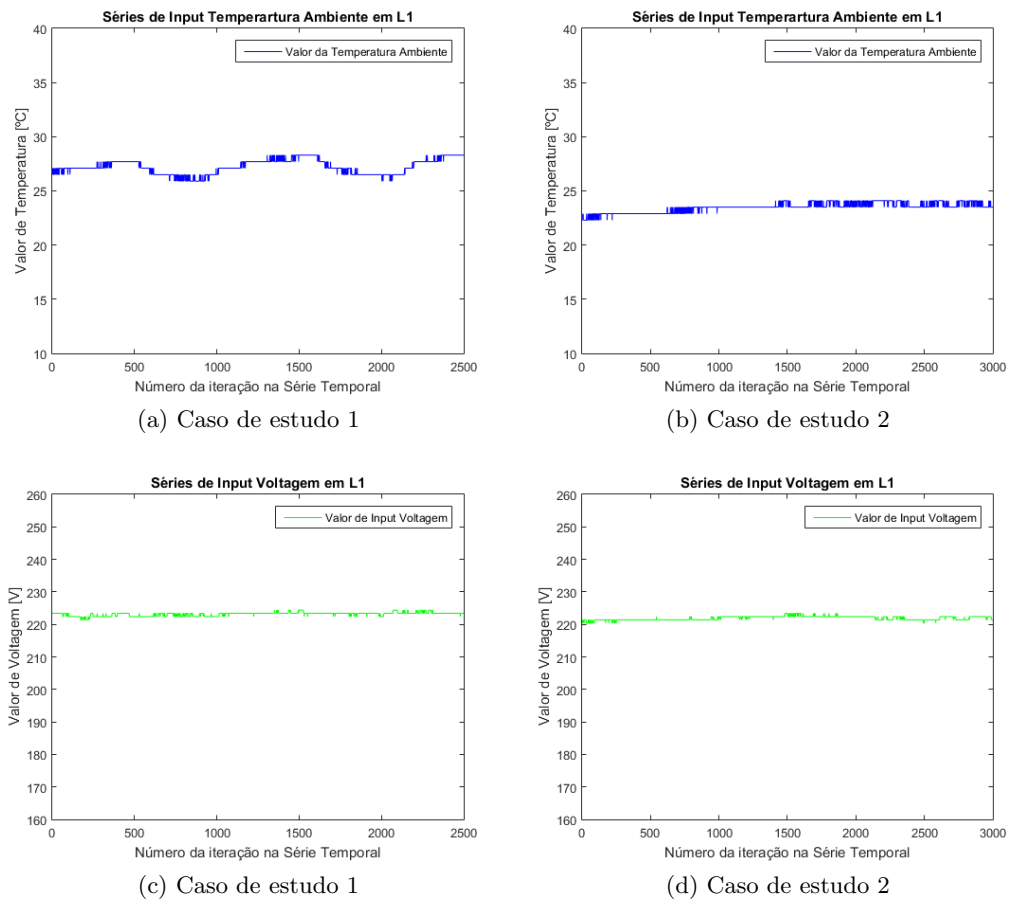 Séries de Input Temperartura Ambiente em L1
Valor da Temperatura Ambiente
Valor de Temperatura [ºC]
40
35
30
25
20
15
10
0 500 1000 1500 2000 2500
Número da iteração na Série Temporal
(a) Caso de estudo 1
Séries de Input Temperartura Ambiente em L1
Valor da Temperatura Ambiente
Valor de Temperatura [ºC]
40
35
30
25
20
15
10
0 500 1000 1500 2000 2500 3000
Número da iteração na Série Temporal
(b) Caso de estudo 2
Séries de Input Voltagem em L1
Valor de Input Voltagem
Valor de Voltagem [V]
260
250
240
230
220
210
200
190
180
170
160
0 500 1000 1500 2000 2500
Número da iteração na Série Temporal
(c) Caso de estudo 1
Séries de Input Voltagem em L1
Valor de Input Voltagem
Valor de Voltagem [V]
260
250
240
230
220
210
200
190
180
170
160
0 500 1000 1500 2000 2500 3000
Número da iteração na Série Temporal
(d) Caso de estudo 2